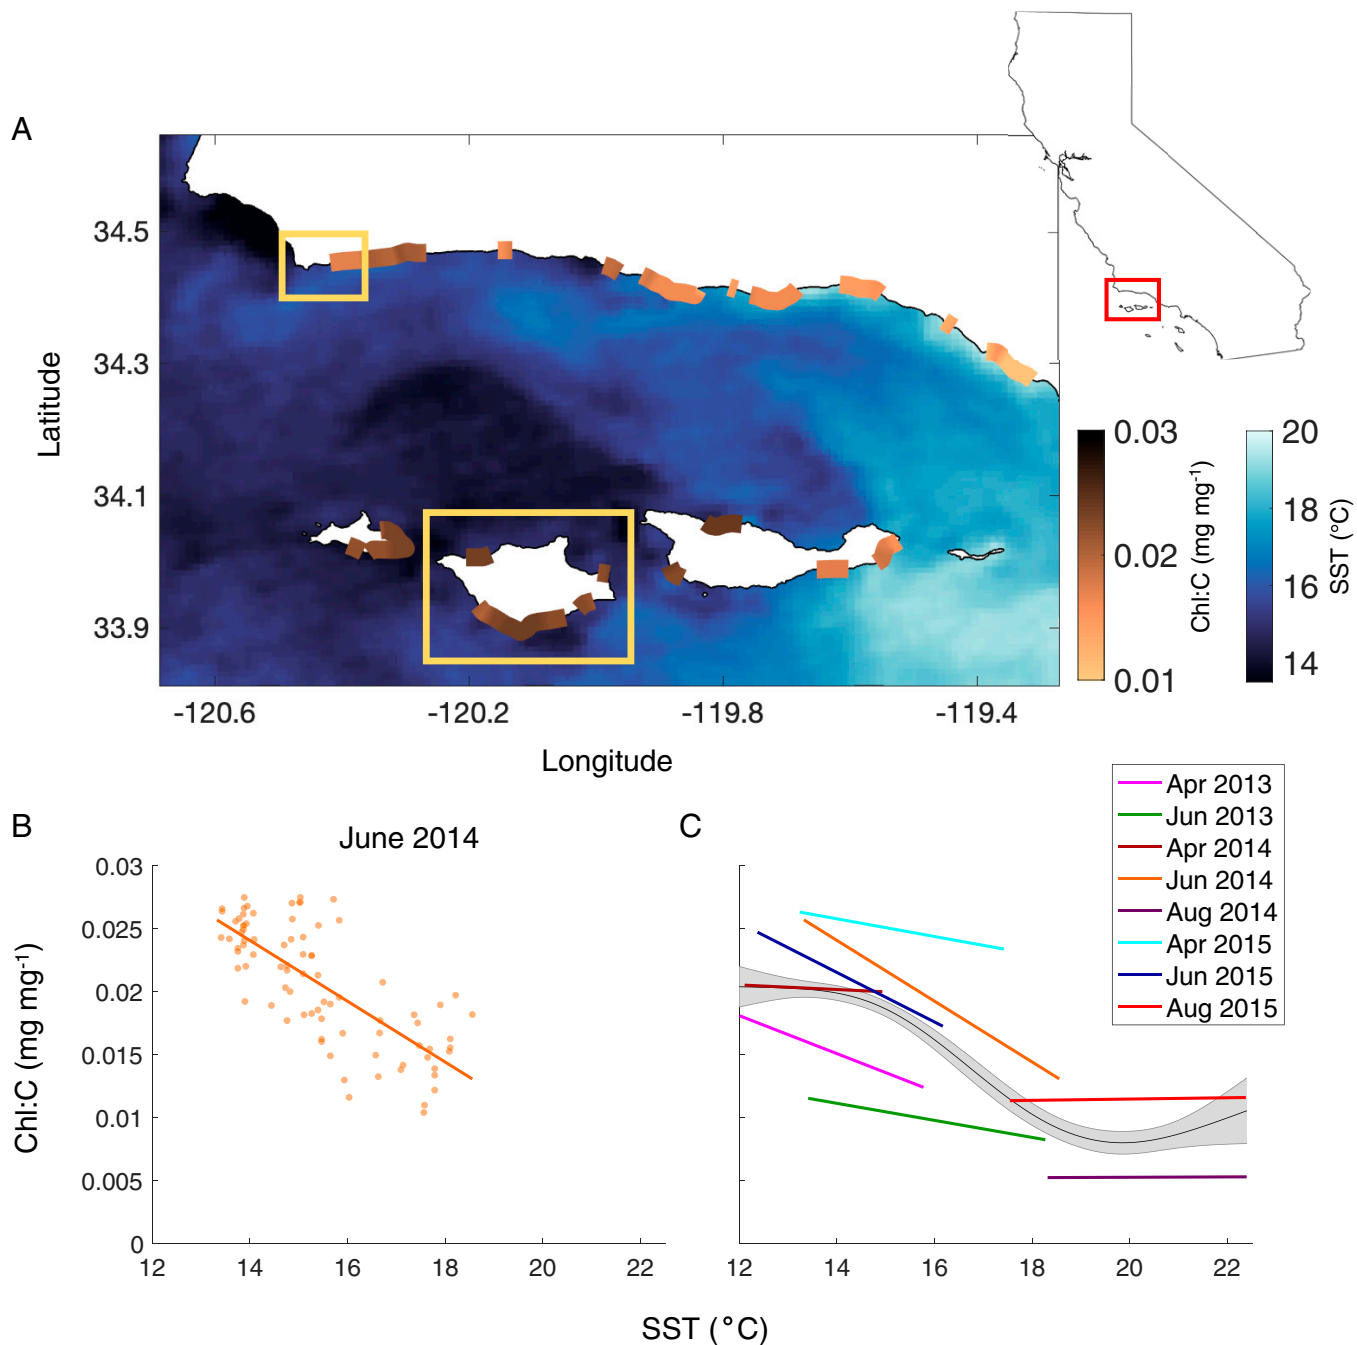 A
34.5
34.3
34.1
33.9
Latitude
-120.6
-120.2
-119.8
-119.4
Longitude
0.03
0.02
0.01
Chl:C (mg mg-1)
20
18
16
14
SST (°C)
B
June 2014
0.03
0.025
0.02
0.015
0.01
0.005
0
Chl:C (mg mg-1)
12
14
16
18
20
22
C
Apr 2013
Jun 2013
Apr 2014
Jun 2014
Aug 2014
Apr 2015
Jun 2015
Aug 2015
12
14
16
18
20
22
SST (°C)